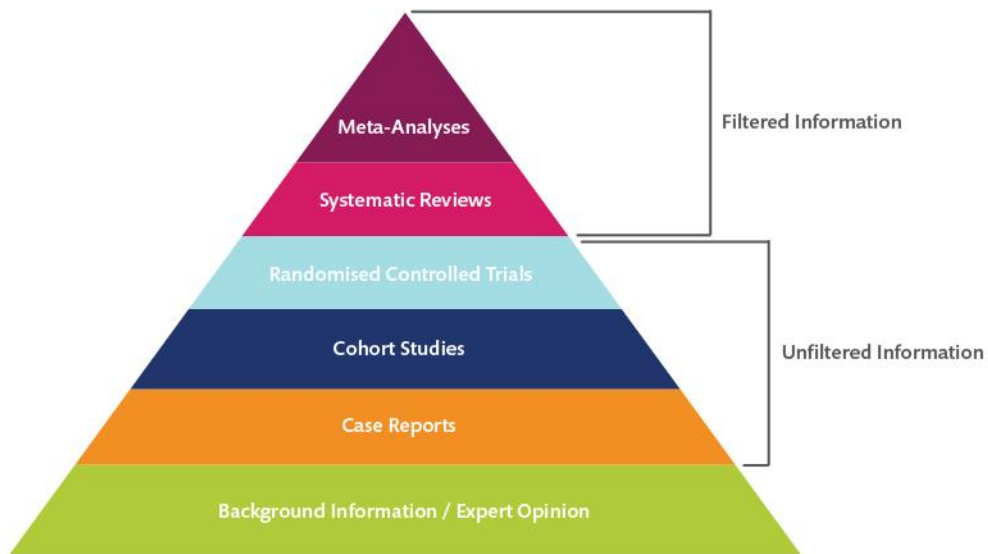 Meta-Analyses
Filtered Information
Systematic Reviews
Randomised Controlled Trials
Cohort Studies
Unfiltered Information
Case Reports
Background Information / Expert Opinion